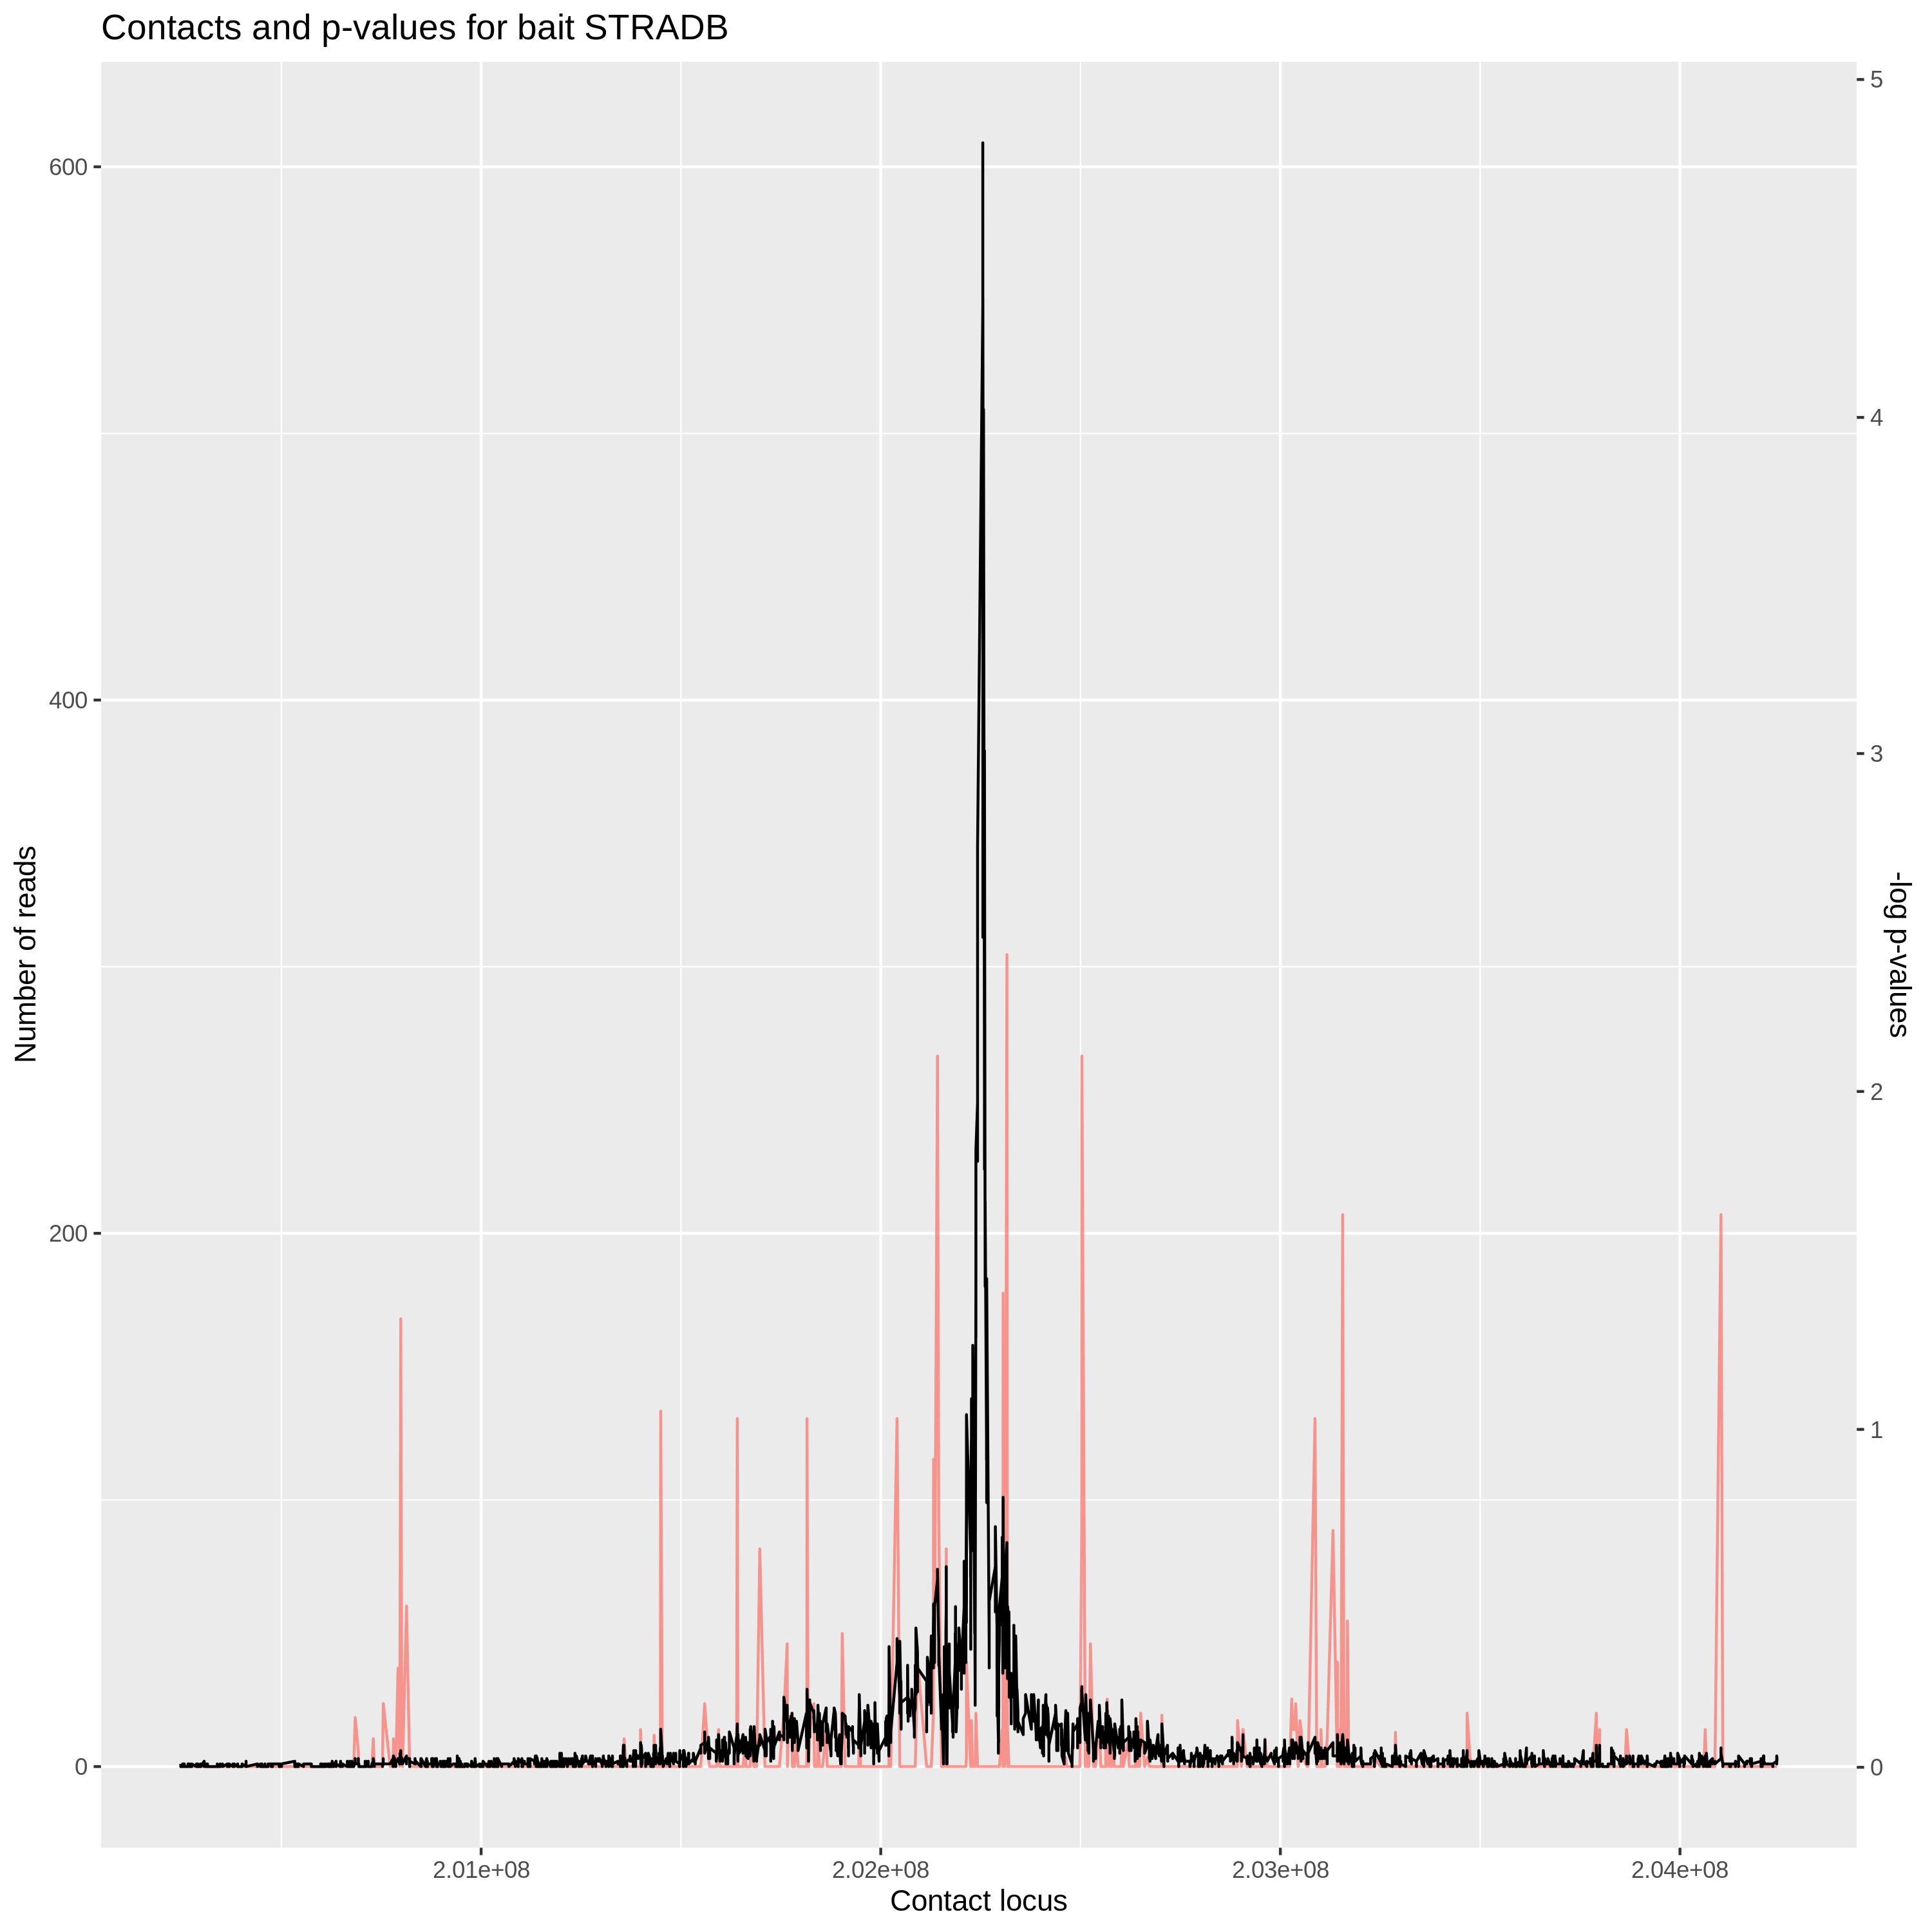 Contacts and p-values for bait STRADB
600
400
200
0
Number of reads
5
4
3
2
1
0
-log p-values
2.01e+08
2.02e+08
2.03e+08
2.04e+08
Contact locus